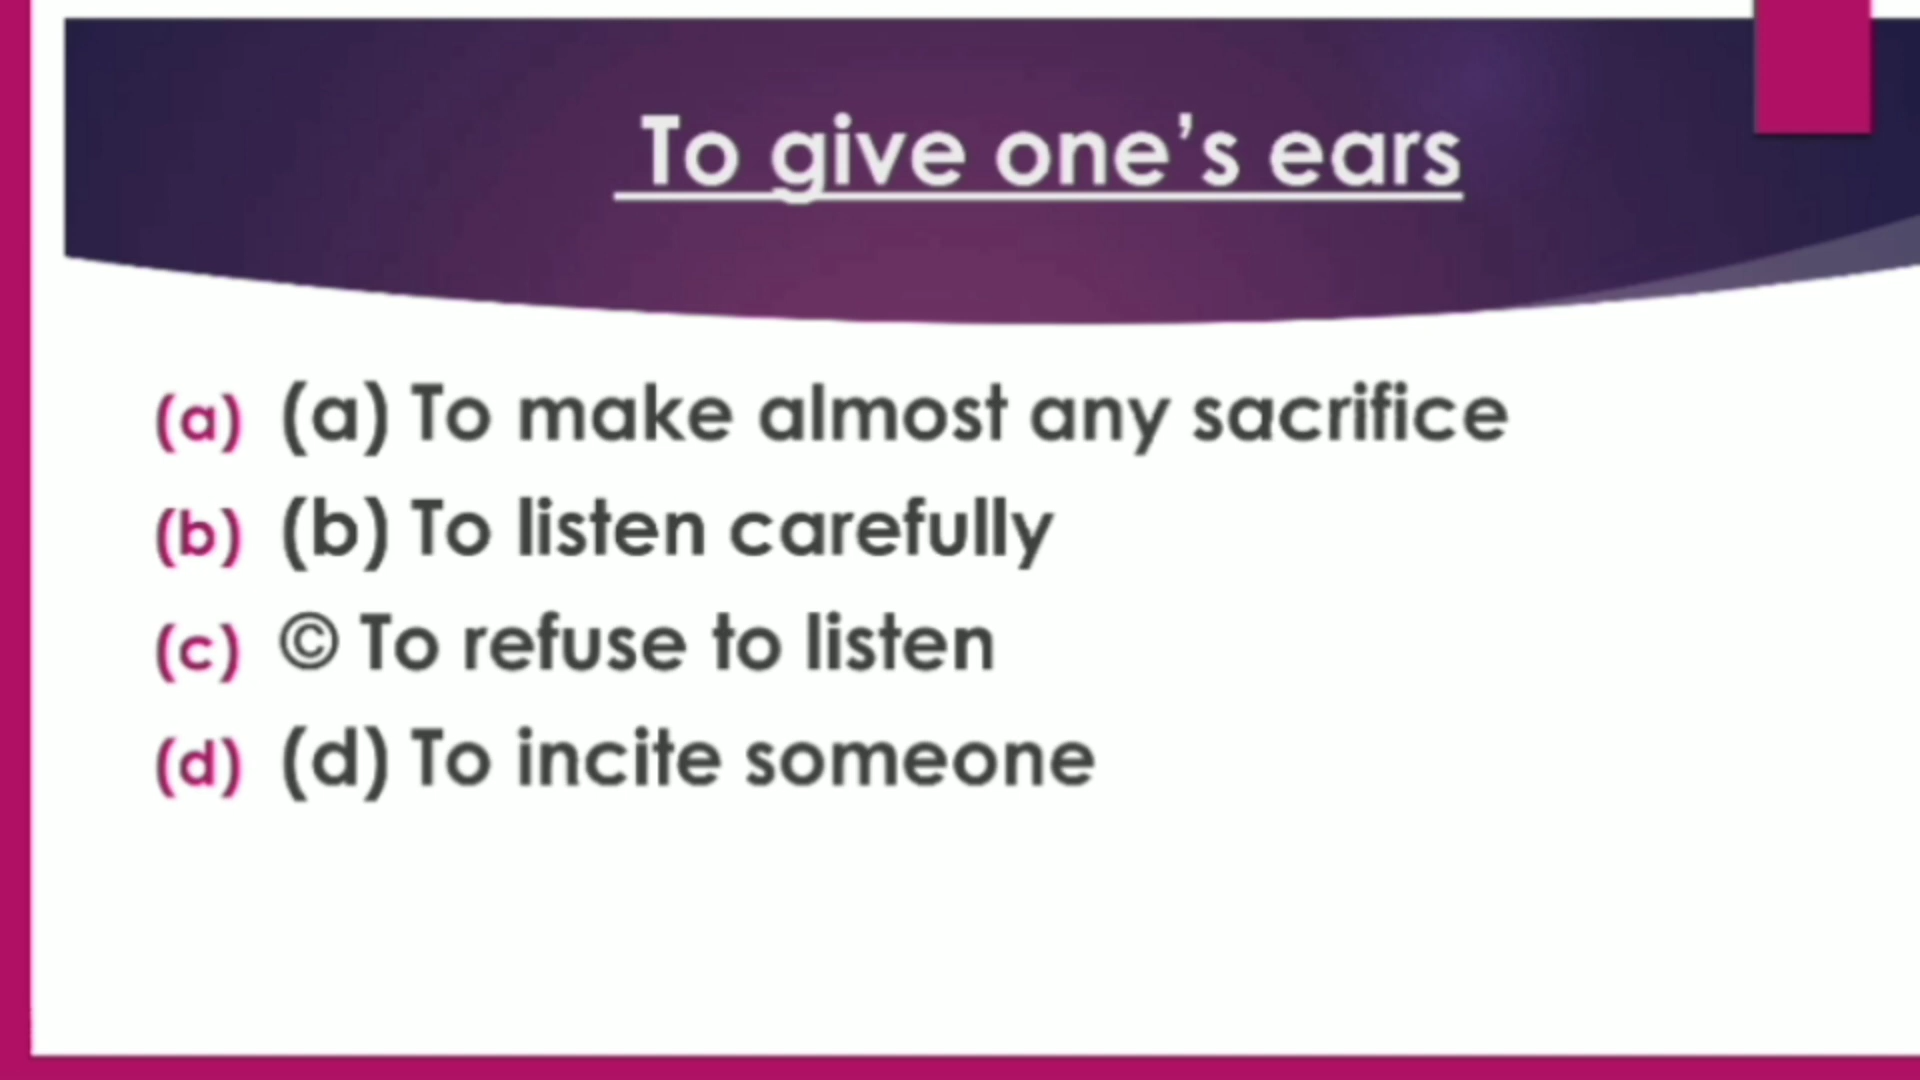 To give one’s ears
(a) (a) To make almost any sacrifice
(b) (b) To listen carefully
(c) © To refuse to listen
(d) (d) To incite someone